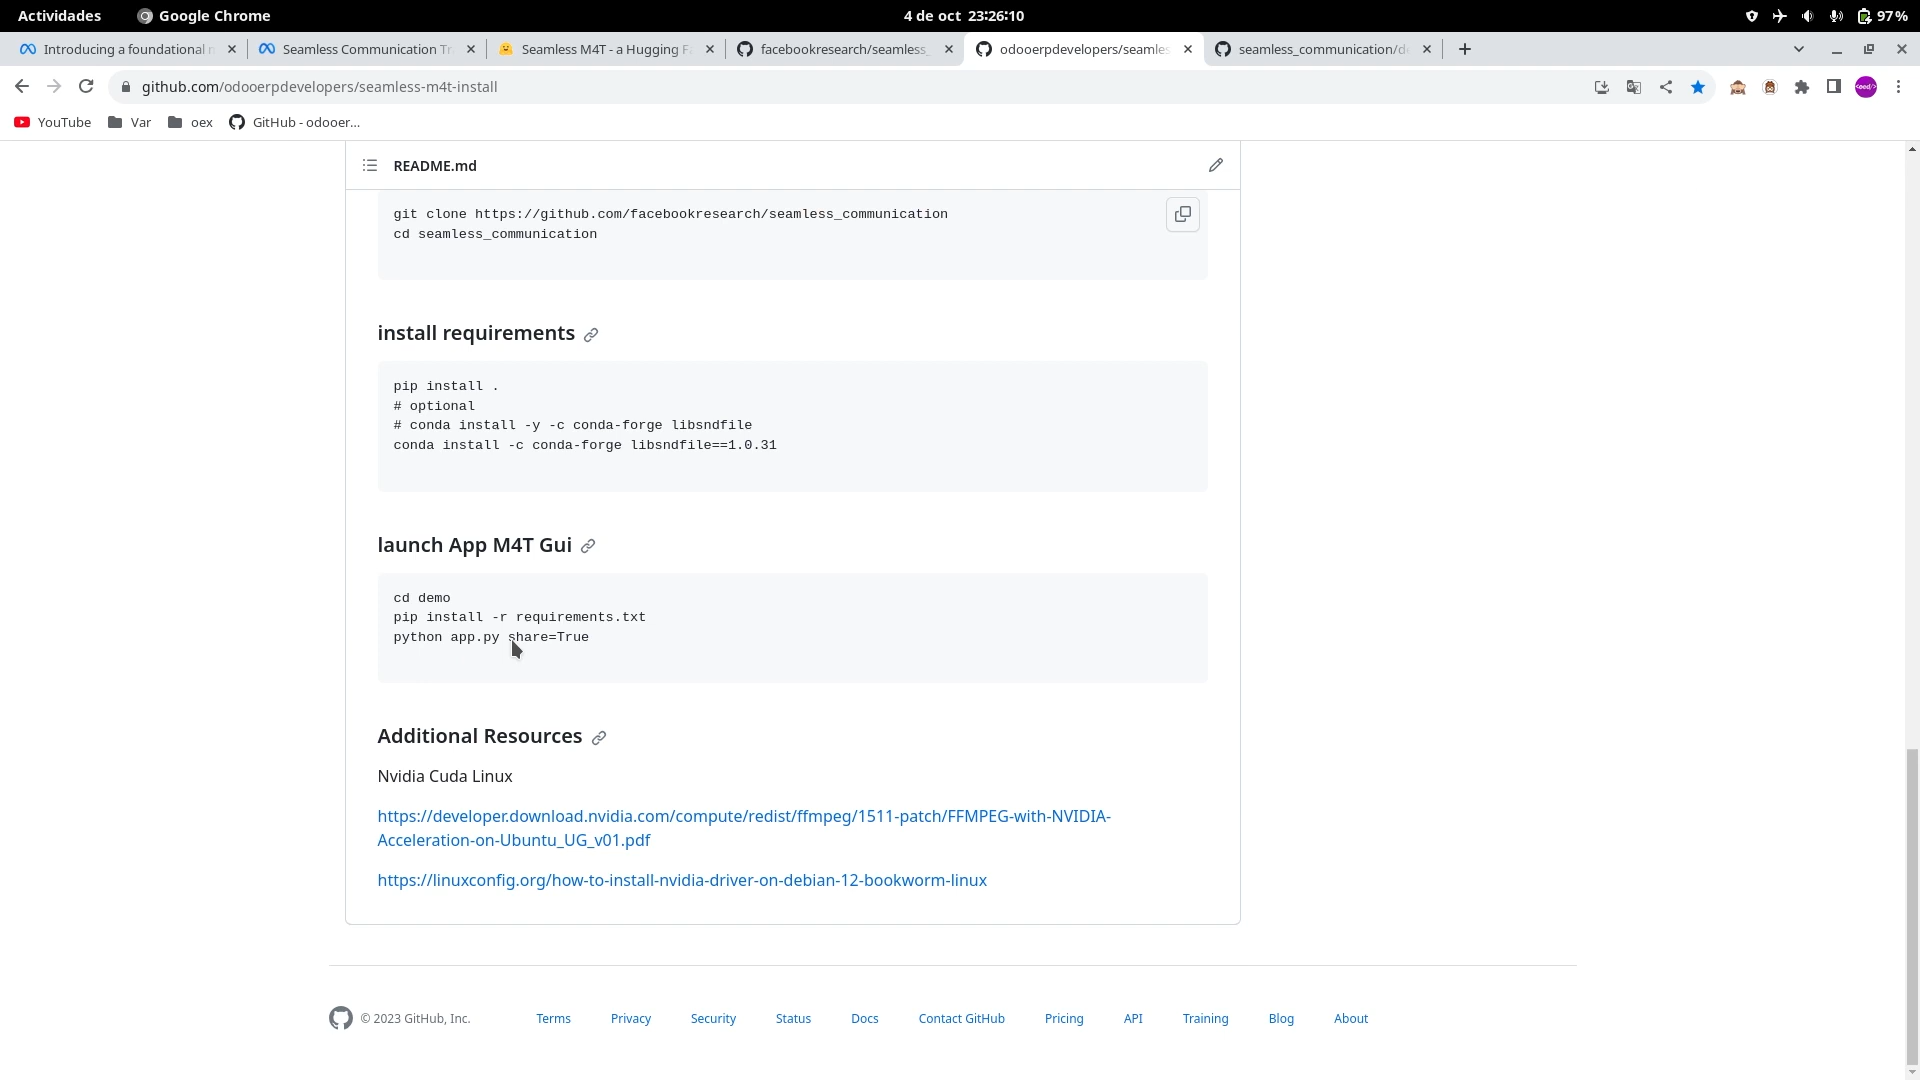 Actividades
Google Chrome
4 de oct 23:26:10
97%
Introducing a foundational
Seamless Communication Tr
Seamless M4T - a Hugging F
facebookresearch/seamless_
odooerpdevelopers/seamles
seamless_communication/d
github.com/odooerpdevelopers/seamless-m4t-install
YouTube
Var
oex
GitHub - odooer...
README.md
git clone https://github.com/facebookresearch/seamless_communication
cd seamless_communication
install requirements
pip install .
# optional
# conda install -y -c conda-forge libsndfile
conda install -c conda-forge libsndfile==1.0.31
launch App M4T Gui
cd demo
pip install -r requirements.txt
python app.py share=True
Additional Resources
Nvidia Cuda Linux
https://developer.download.nvidia.com/compute/redist/ffmpeg/1511-patch/FFMPEG-with-NVIDIA-
Acceleration-on-Ubuntu_UG_v01.pdf
https://linuxconfig.org/how-to-install-nvidia-driver-on-debian-12-bookworm-linux
© 2023 GitHub, Inc.
Terms
Privacy
Security
Status
Docs
Contact GitHub
Pricing
API
Training
Blog
About